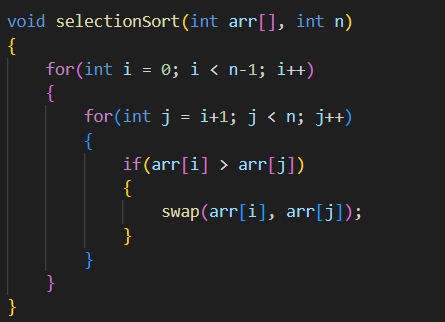 void selectionSort(int arr[], int n)
{
    for(int i = 0; i < n-1; i++)
    {
        for(int j = i+1; j < n; j++)
        {
            if(arr[i] > arr[j])
            {
                swap(arr[i], arr[j]);
            }
        }
    }
}